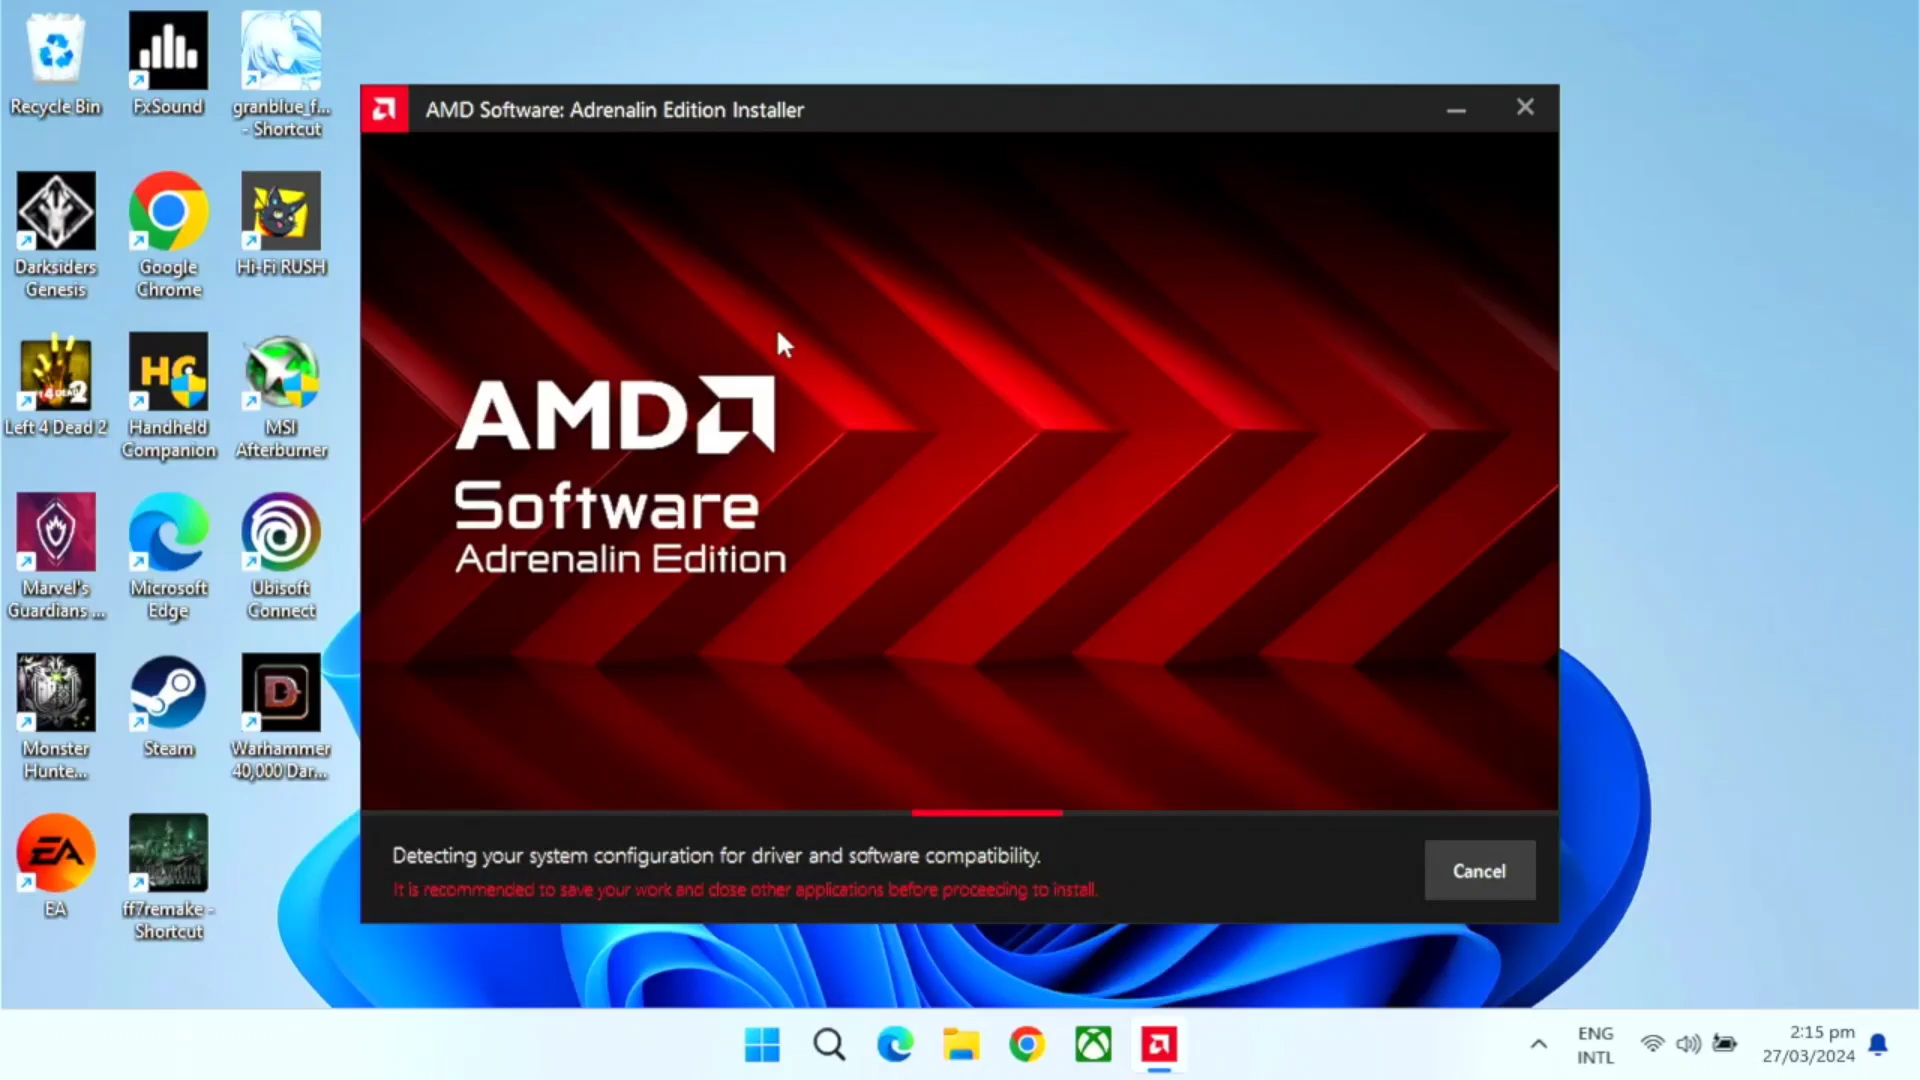 Recycle Bin
FxSound
granblue_f...
- Shortcut
Darksiders
Genesis
Google
Chrome
Hi-Fi RUSH
Left 4 Dead 2
HC
Handheld
Companion
MSI
Afterburner
Marvel's
Guardians ...
Microsoft
Edge
Ubisoft
Connect
Monster
Hunte...
Steam
D
Warhammer
40,000 Dar...
EA
EA
ff7remake -
Shortcut
AMD Software: Adrenalin Edition Installer
AMD
Software
Adrenalin Edition
Detecting your system configuration for driver and software compatibility.
It is recommended to save your work and close other applications before proceeding to install.
Cancel
ENG
INTL
2:15 pm
27/03/2024